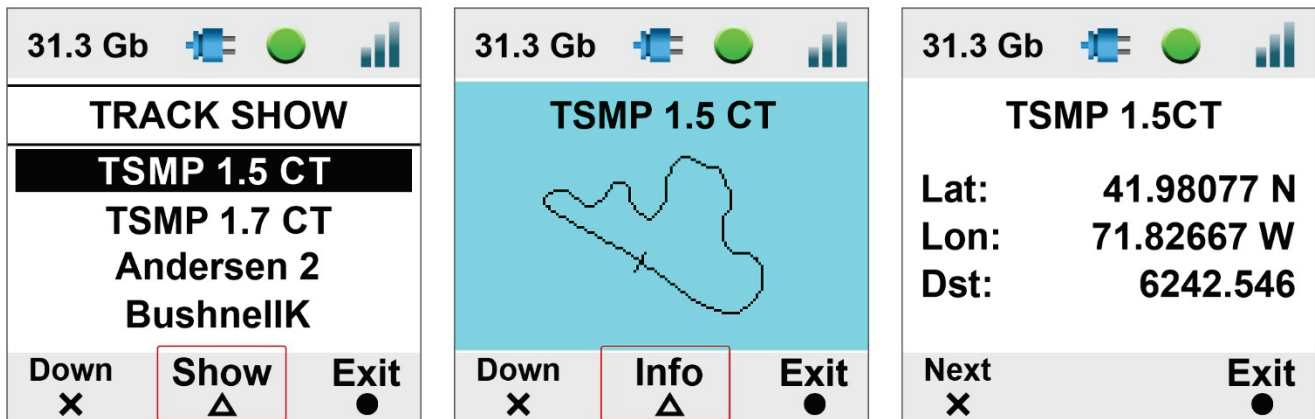 31.3 Gb
TRACK SHOW
TSMP 1.5 CT
TSMP 1.7 CT
Andersen 2
BushnellK
Down Show Exit
31.3 Gb
TSMP 1.5 CT
Down Info Exit
31.3 Gb
TSMP 1.5CT
Lat: 41.98077 N
Lon: 71.82667 W
Dst: 6242.546
Next Exit